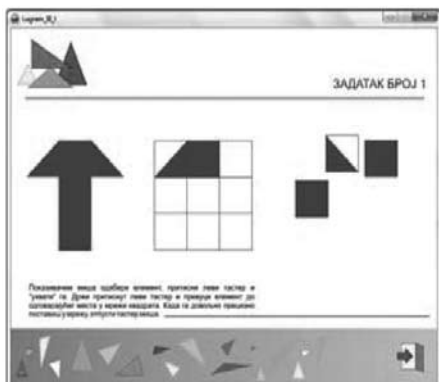 Lugram_III_1
ЗАДАТАК БРОЈ 1
Показивачем миша одабери елемент, притисни леви тастер и
"ухвати" га. Држи притиснут леви тастер и превуци елемент до
одговарајућег места у мрежи квадрата. Када га довољно прецизно
поставиш у мрежу, отпусти тастер миша.